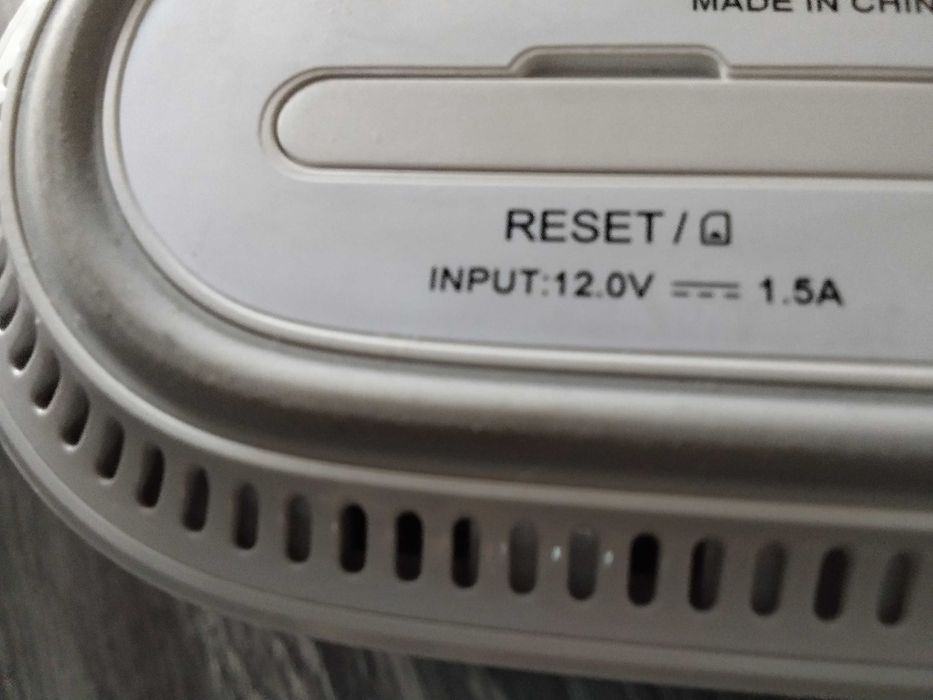 MADE IN CHIN
RESET /
INPUT:12.0V ⎓ 1.5A